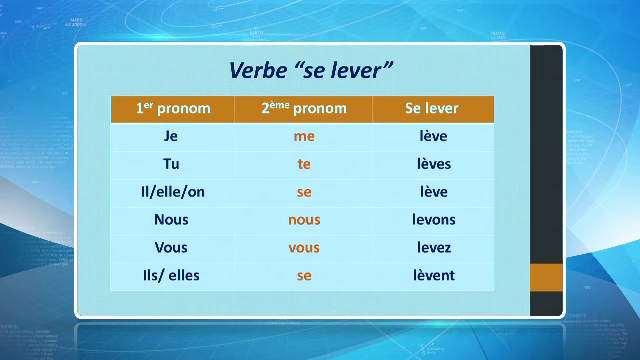 Verbe “se lever”
1er pronom 2ème pronom Se lever
Je me lève
Tu te lèves
Il/elle/on se lève
Nous nous levons
Vous vous levez
Ils/ elles se lèvent